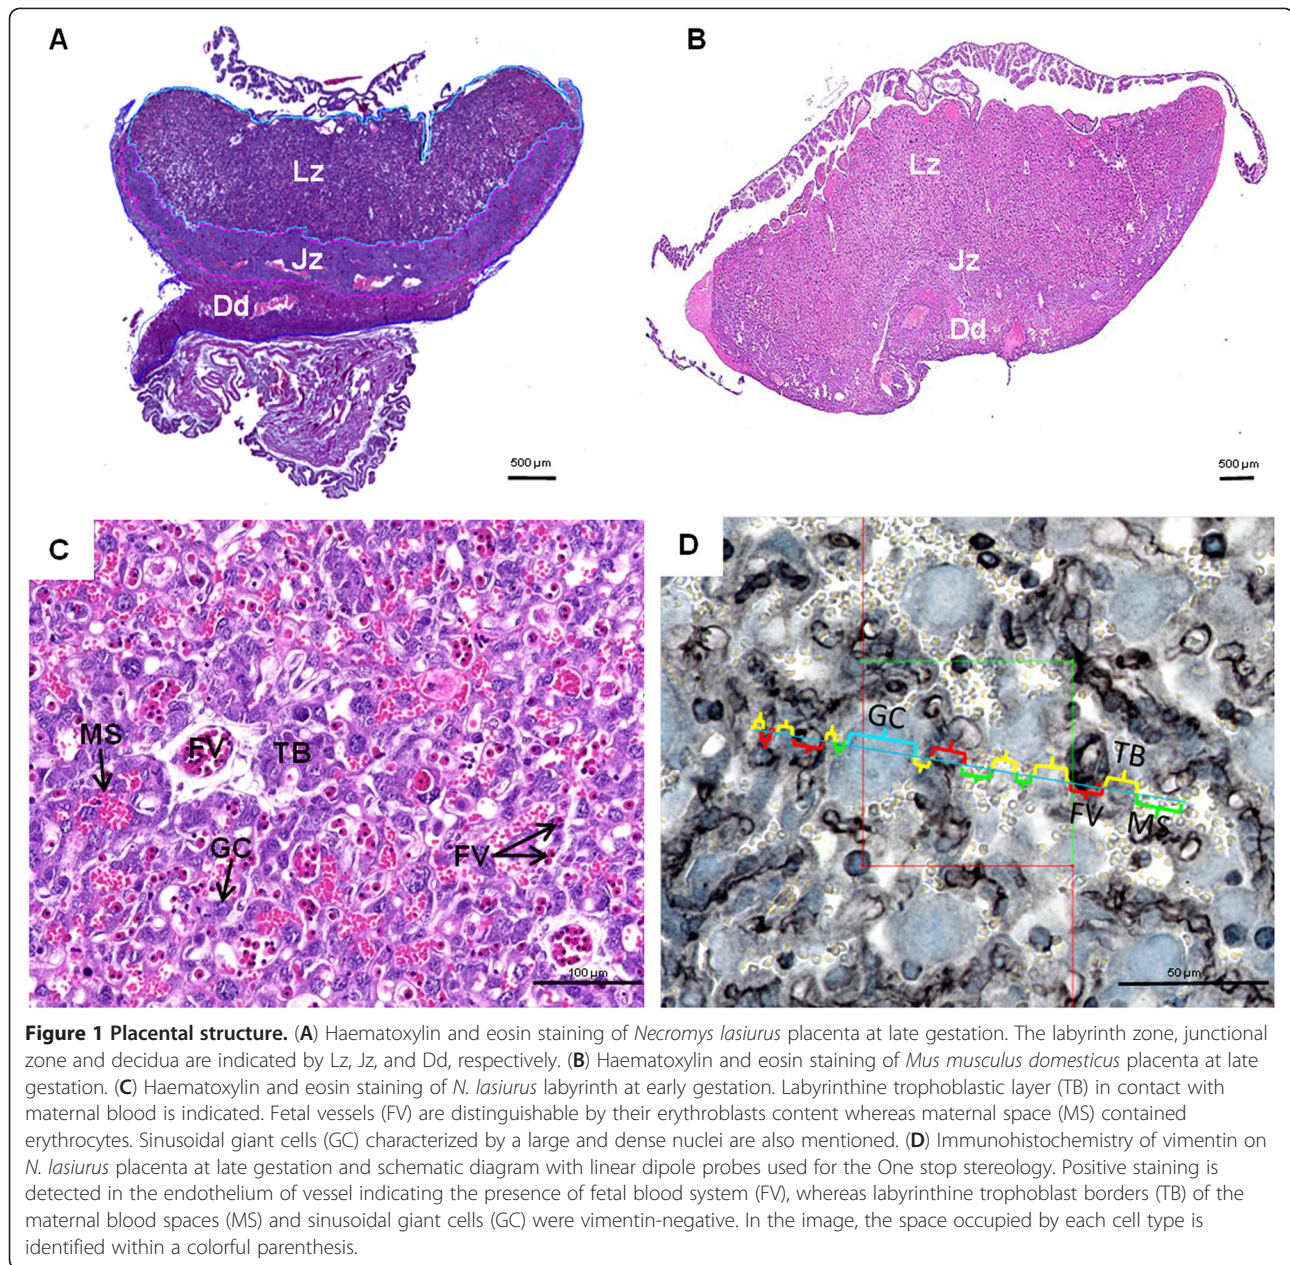 A
B
Lz
Jz
Dd
500 µm
Lz
Jz
Dd
500 µm
C
MS
FV
TB
GC
FV
100 µm
D
GC
TB
FV
MS
50 µm
Figure 1 Placental structure. (A) Haematoxylin and eosin staining of Necromys lasiurus placenta at late gestation. The labyrinth zone, junctional
zone and decidua are indicated by Lz, Jz, and Dd, respectively. (B) Haematoxylin and eosin staining of Mus musculus domesticus placenta at late
gestation. (C) Haematoxylin and eosin staining of N. lasiurus labyrinth at early gestation. Labyrinthine trophoblastic layer (TB) in contact with
maternal blood is indicated. Fetal vessels (FV) are distinguishable by their erythroblasts content whereas maternal space (MS) contained
erythrocytes. Sinusoidal giant cells (GC) characterized by a large and dense nuclei are also mentioned. (D) Immunohistochemistry of vimentin on
N. lasiurus placenta at late gestation and schematic diagram with linear dipole probes used for the One stop stereology. Positive staining is
detected in the endothelium of vessel indicating the presence of fetal blood system (FV), whereas labyrinthine trophoblast borders (TB) of the
maternal blood spaces (MS) and sinusoidal giant cells (GC) were vimentin-negative. In the image, the space occupied by each cell type is
identified within a colorful parenthesis.